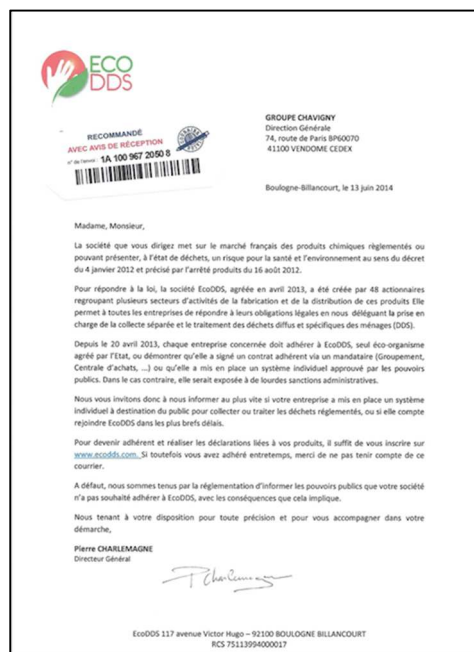 ECO
DDS
RECOMMANDÉ
AVEC AVIS DE RÉCEPTION
n° de l'envoi : 1A 100 967 2050 8
GROUPE CHAVIGNY
Direction Générale
74, route de Paris BP60070
41100 VENDOME CEDEX
Boulogne-Billancourt, le 13 juin 2014
Madame, Monsieur,
La société que vous dirigez met sur le marché français des produits chimiques règlementés ou
pouvant présenter, à l'état de déchets, un risque pour la santé et l'environnement au sens du décret
du 4 janvier 2012 et précisé par l'arrêté produits du 16 août 2012.
Pour répondre à la loi, la société EcoDDS, agréée en avril 2013, a été créée par 48 actionnaires
regroupant plusieurs secteurs d'activités de la fabrication et de la distribution de ces produits Elle
permet à toutes les entreprises de répondre à leurs obligations légales en nous déléguant la prise en
charge de la collecte séparée et le traitement des déchets diffus et spécifiques des ménages (DDS).
Depuis le 20 avril 2013, chaque entreprise concernée doit adhérer à EcoDDS, seul éco-organisme
agréé par l'Etat, ou démontrer qu'elle a signé un contrat adhérent via un mandataire (Groupement,
Centrale d'achats, ...) ou qu'elle a mis en place un système individuel approuvé par les pouvoirs
publics. Dans le cas contraire, elle serait exposée à de lourdes sanctions administratives.
Nous vous invitons donc à nous informer au plus vite si votre entreprise a mis en place un système
individuel à destination du public pour collecter ou traiter les déchets réglementés, ou si elle compte
rejoindre EcoDDS dans les plus brefs délais.
Pour devenir adhérent et réaliser les déclarations liées à vos produits, il suffit de vous inscrire sur
www.ecodds.com. Si toutefois vous avez adhéré entretemps, merci de ne pas tenir compte de ce
courrier.
A défaut, nous sommes tenus par la réglementation d'informer les pouvoirs publics que votre société
n'a pas souhaité adhérer à EcoDDS, avec les conséquences que cela implique.
Nous tenant à votre disposition pour toute précision et pour vous accompagner dans votre
démarche,
Pierre CHARLEMAGNE
Directeur Général
P Charlemagne
EcoDDS 117 avenue Victor Hugo – 92100 BOULOGNE BILLANCOURT
RCS 75113994000017